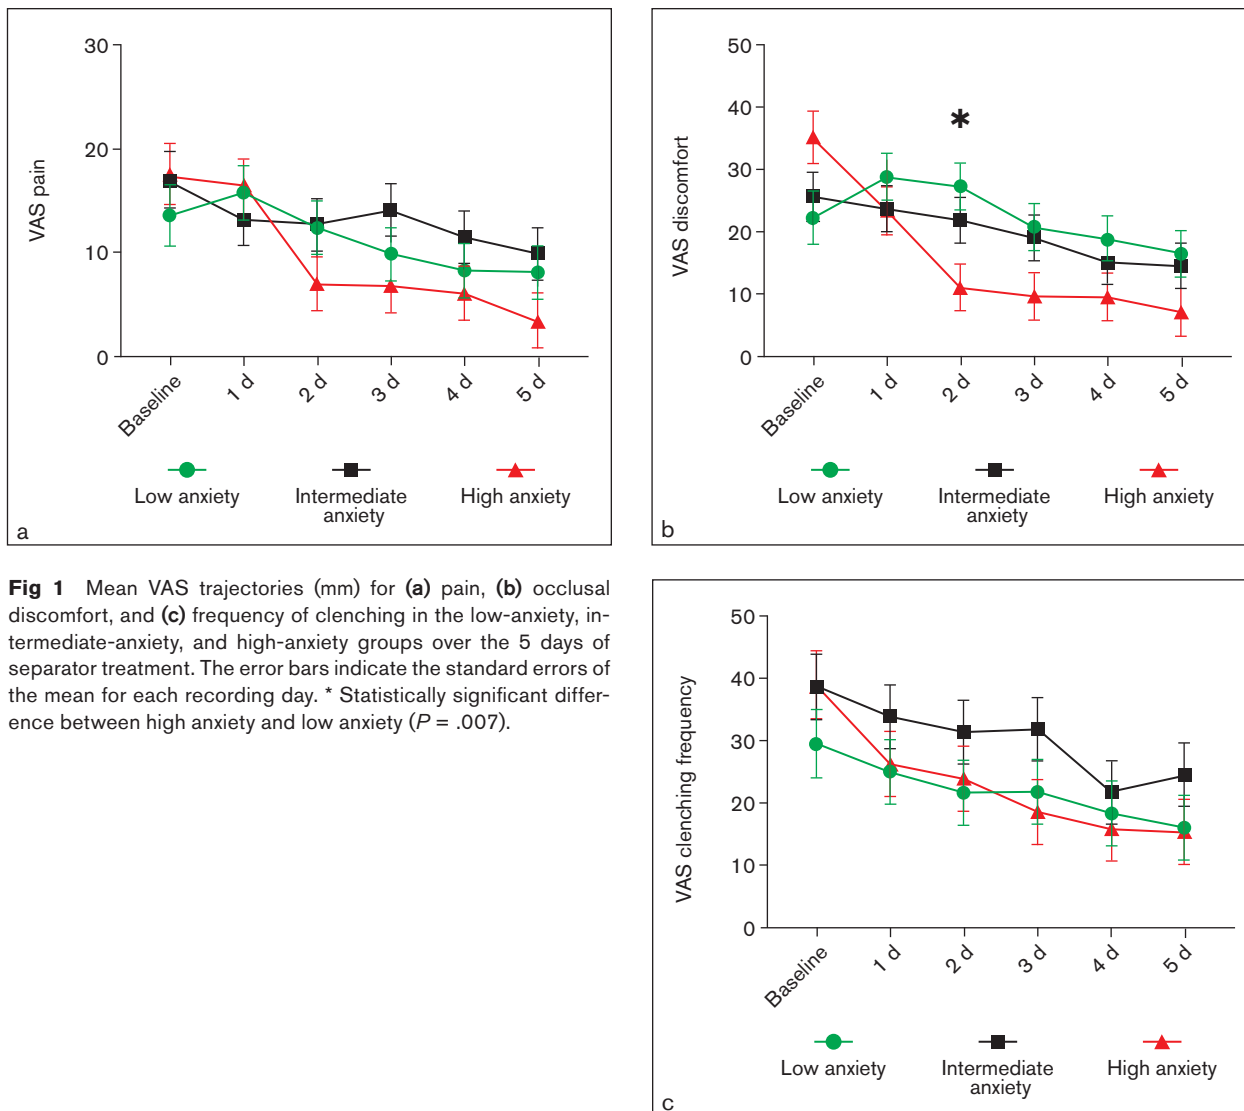 30
20
10
0
VAS pain
Baseline
1 d
2 d
3 d
4 d
5 d
Low anxiety
Intermediate
anxiety
High anxiety
a
50
40
30
20
10
0
VAS discomfort
*
Baseline
1 d
2 d
3 d
4 d
5 d
Low anxiety
Intermediate
anxiety
High anxiety
b
Fig 1 Mean VAS trajectories (mm) for (a) pain, (b) occlusal
discomfort, and (c) frequency of clenching in the low-anxiety, in-
termediate-anxiety, and high-anxiety groups over the 5 days of
separator treatment. The error bars indicate the standard errors of
the mean for each recording day. * Statistically significant differ-
ence between high anxiety and low anxiety (P = .007).
50
40
30
20
10
0
VAS clenching frequency
Baseline
1 d
2 d
3 d
4 d
5 d
Low anxiety
Intermediate
anxiety
High anxiety
c